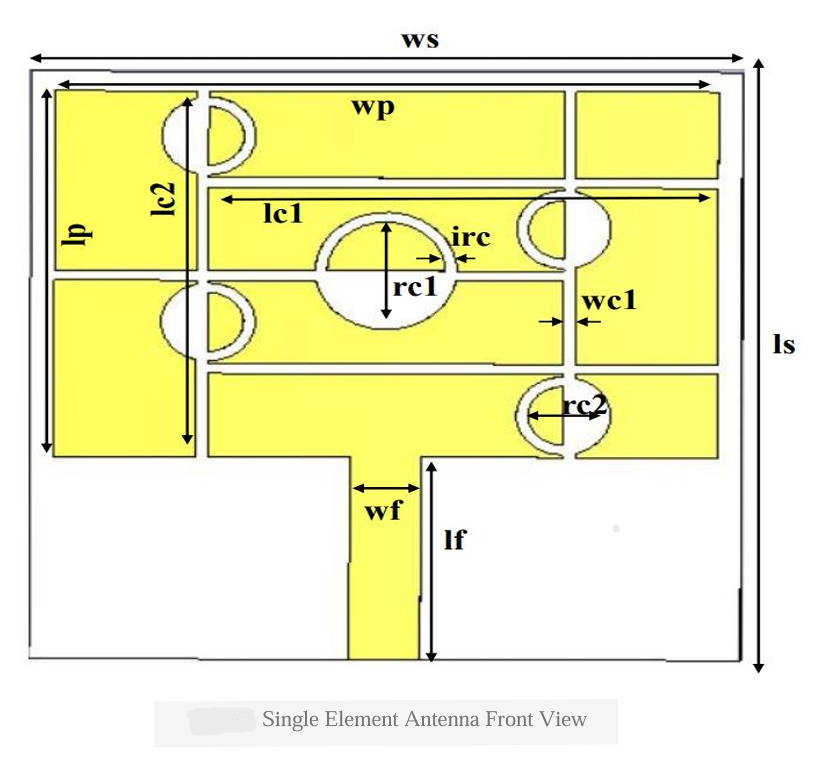 ws
wp
lc2
lp
lc1
irc
rc1
wc1
ls
rc2
wf
lf
Single Element Antenna Front View